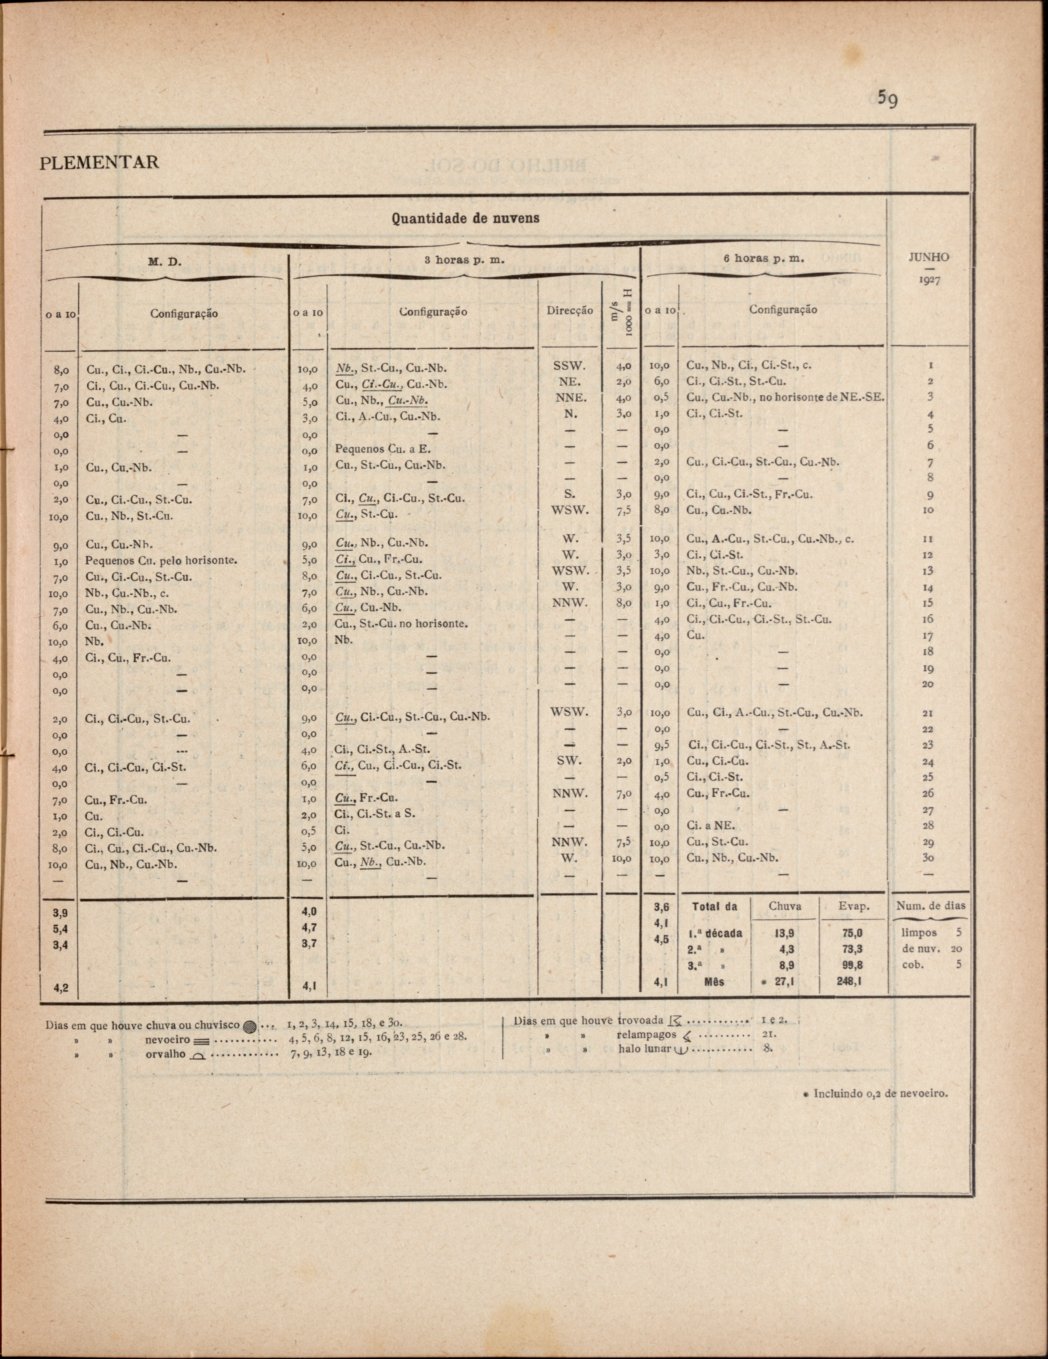 59
PLEMENTAR
Quantidade de nuvens
M. D. 3 horas p. m. 6 horas p. m. JUNHO — 1927
0 a 10 Configuração 0 a 10 Configuração Direcção m/s 1000 = H 0 a 10 Configuração
8,0 Cu., Ci., Ci.-Cu., Nb., Cu.-Nb. 10,0 Nb., St.-Cu., Cu.-Nb. SSW. 4,0 10,0 Cu., Nb., Ci., Ci.-St., c. 1
7,0 Ci., Cu., Ci.-Cu., Cu.-Nb. 4,0 Cu., Ci.-Cu., Cu.-Nb. NE. 2,0 6,0 Ci., Ci.-St., St.-Cu. 2
7,0 Cu., Cu.-Nb. 5,0 Cu., Nb., Cu.-Nb. NNE. 4,0 0,5 Cu., Cu.-Nb., no horisonte de NE.-SE. 3
4,0 Ci., Cu. 3,0 Ci., A.-Cu., Cu.-Nb. N. 3,0 1,0 Ci., Ci.-St. 4
0,0 — 0,0 — — — 0,0 — 5
0,0 — 0,0 Pequenos Cu. a E. — — 0,0 — 6
1,0 Cu., Cu.-Nb. 1,0 Cu., St.-Cu., Cu.-Nb. — — 2,0 Cu., Ci.-Cu., St.-Cu., Cu.-Nb. 7
0,0 — 0,0 — — — 0,0 — 8
2,0 Cu., Ci.-Cu., St.-Cu. 7,0 Ci., Cu., Ci.-Cu., St.-Cu. S. 3,0 9,0 Ci., Cu., Ci.-St., Fr.-Cu. 9
10,0 Cu., Nb., St.-Cu. 10,0 Cu., St.-Cu. WSW. 7,5 8,0 Cu., Cu.-Nb. 10
9,0 Cu., Cu.-Nb. 9,0 Cu., Nb., Cu.-Nb. W. 3,5 10,0 Cu., A.-Cu., St.-Cu., Cu.-Nb., c. 11
1,0 Pequenos Cu. pelo horisonte. 5,0 Ci., Cu., Fr.-Cu. W. 3,0 3,0 Ci., Ci.-St. 12
7,0 Cu., Ci.-Cu., St.-Cu. 8,0 Cu., Ci.-Cu., St.-Cu. WSW. 3,5 10,0 Nb., St.-Cu., Cu.-Nb. 13
10,0 Nb., Cu.-Nb., c. 7,0 Cu., Nb., Cu.-Nb. W. 3,0 9,0 Cu., Fr.-Cu., Cu.-Nb. 14
7,0 Cu., Nb., Cu.-Nb. 6,0 Cu., Cu.-Nb. NNW. 8,0 1,0 Ci., Cu., Fr.-Cu. 15
6,0 Cu., Cu.-Nb. 2,0 Cu., St.-Cu. no horisonte. — — 4,0 Ci., Ci.-Cu., Ci.-St., St.-Cu. 16
10,0 Nb. 10,0 Nb. — — 4,0 Cu. 17
4,0 Ci., Cu., Fr.-Cu. 0,0 — — — 0,0 — 18
0,0 — 0,0 — — — 0,0 — 19
0,0 — 0,0 — — — 0,0 — 20
2,0 Ci., Ci.-Cu., St.-Cu. 9,0 Cu., Ci.-Cu., St.-Cu., Cu.-Nb. WSW. 3,0 10,0 Cu., Ci., A.-Cu., St.-Cu., Cu.-Nb. 21
0,0 — 0,0 — — — 0,0 — 22
0,0 — 4,0 Ci., Ci.-St., A.-St. — — 9,5 Ci., Ci.-Cu., Ci.-St., St., A.-St. 23
4,0 Ci., Ci.-Cu., Ci.-St. 6,0 Ci., Cu., Ci.-Cu., Ci.-St. SW. 2,0 1,0 Cu., Ci.-Cu. 24
0,0 — 0,0 — — — 0,5 Ci., Ci.-St. 25
7,0 Cu., Fr.-Cu. 1,0 Cu., Fr.-Cu. NNW. 7,0 4,0 Cu., Fr.-Cu. 26
1,0 Cu. 2,0 Ci., Ci.-St. a S. — — 0,0 — 27
2,0 Ci., Ci.-Cu. 0,5 Ci. — — 0,0 Ci. a NE. 28
8,0 Ci., Cu., Ci.-Cu., Cu.-Nb. 5,0 Cu., St.-Cu., Cu.-Nb. NNW. 7,5 10,0 Cu., St.-Cu. 29
10,0 Cu., Nb., Cu.-Nb. 10,0 Cu., Nb., Cu.-Nb. W. 10,0 10,0 Cu., Nb., Cu.-Nb. 30
— — — — — — — — —
3,9 4,0 3,6 Total da Chuva Evap. Num. de dias
5,4 4,7 4,1 1.ª década 13,9 75,0 limpos 5
3,4 3,7 4,5 2.ª » 4,3 73,3 de nuv. 20
3.ª » 8,9 99,8 cob. 5
4,2 4,1 4,1 Mês * 27,1 248,1
Dias em que houve chuva ou chuvisco ... 1, 2, 3, 14, 15, 18, e 30. Dias em que houve trovoada ............ 1 e 2.
» » nevoeiro ............ 4, 5, 6, 8, 12, 15, 16, 23, 25, 26 e 28. » » relampagos .......... 21.
» » orvalho ............. 7, 9, 13, 18 e 19. » » halo lunar ............ 8.
* Incluindo 0,2 de nevoeiro.